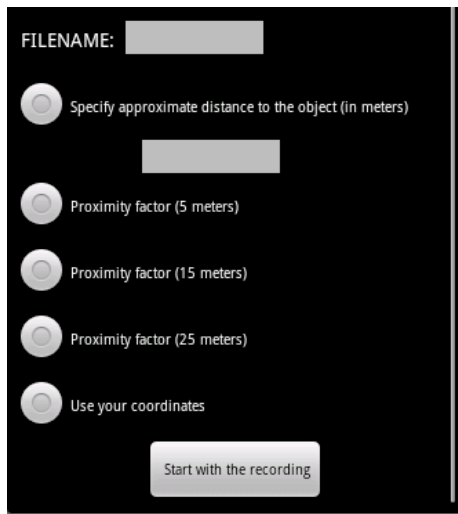 FILENAME:
Specify approximate distance to the object (in meters)
Proximity factor (5 meters)
Proximity factor (15 meters)
Proximity factor (25 meters)
Use your coordinates
Start with the recording